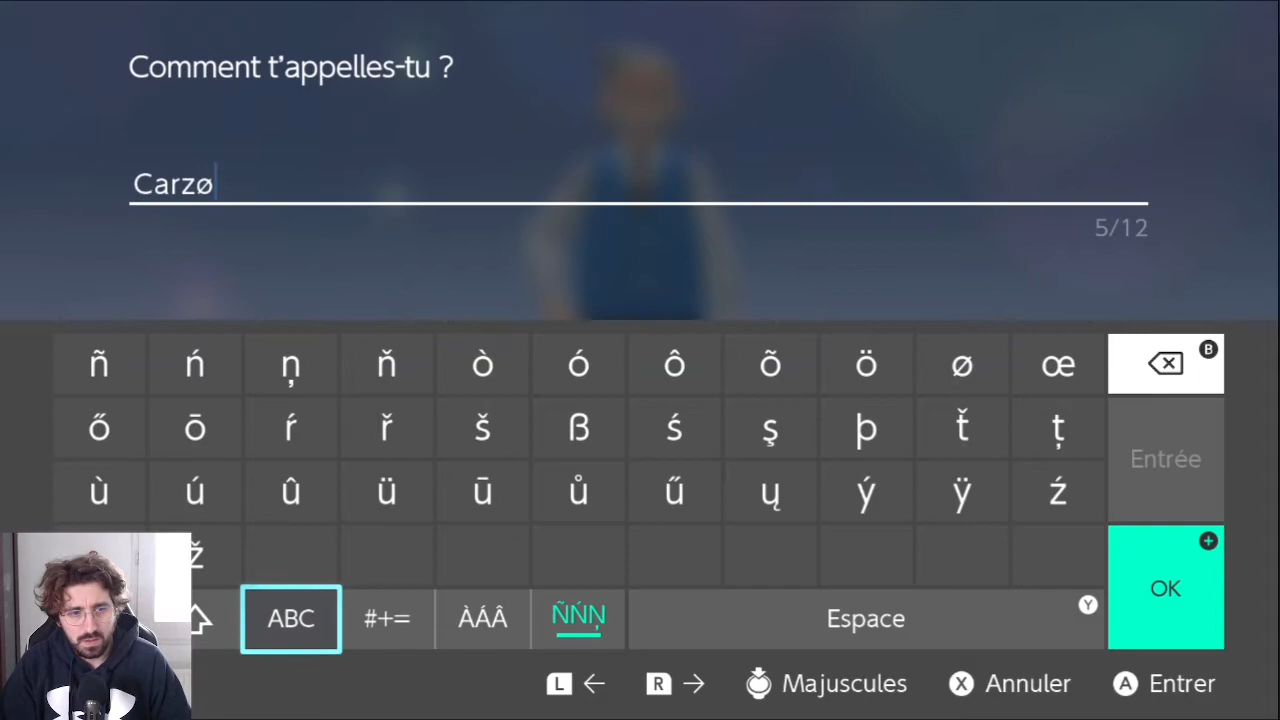 Comment t'appelles-tu ?
Carzø
5/12
ñ ń ņ ň ò ó ô õ ö ø œ B
ő ō ŕ ř š ß ś ş þ ť ț Entrée
ù ú û ü ū ů ű ų ý ÿ ź
ž + OK
ABC #+= ÀÁÂ ÑŃŅ Espace Y
L ← R → Majuscules X Annuler A Entrer